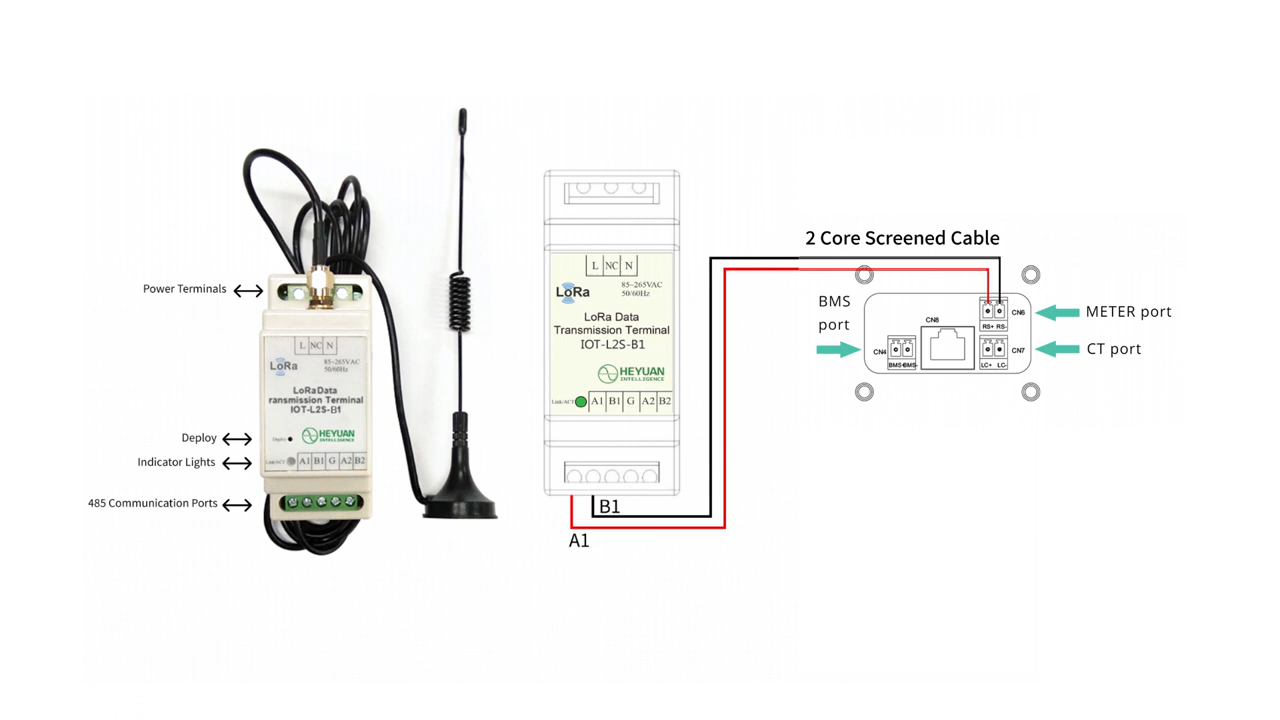 Power Terminals
L NC N
LoRa
85~265VAC
50/60Hz
LoRaData
ransmission Terminal
IOT-L2S-B1
Deploy
Deploy
HEYUAN
INTELLIGENCE
Indicator Lights
Link/ACT
A1 B1 G A2 B2
485 Communication Ports
L NC N
85~265VAC
50/60Hz
LoRa
LoRa Data
Transmission Terminal
IOT-L2S-B1
HEYUAN
INTELLIGENCE
Link/ACT
A1 B1 G A2 B2
B1
A1
2 Core Screened Cable
BMS
port
CN4
BMS+
BMS-
CN8
RS+ RS-
CN6
METER port
LC+ LC-
CN7
CT port